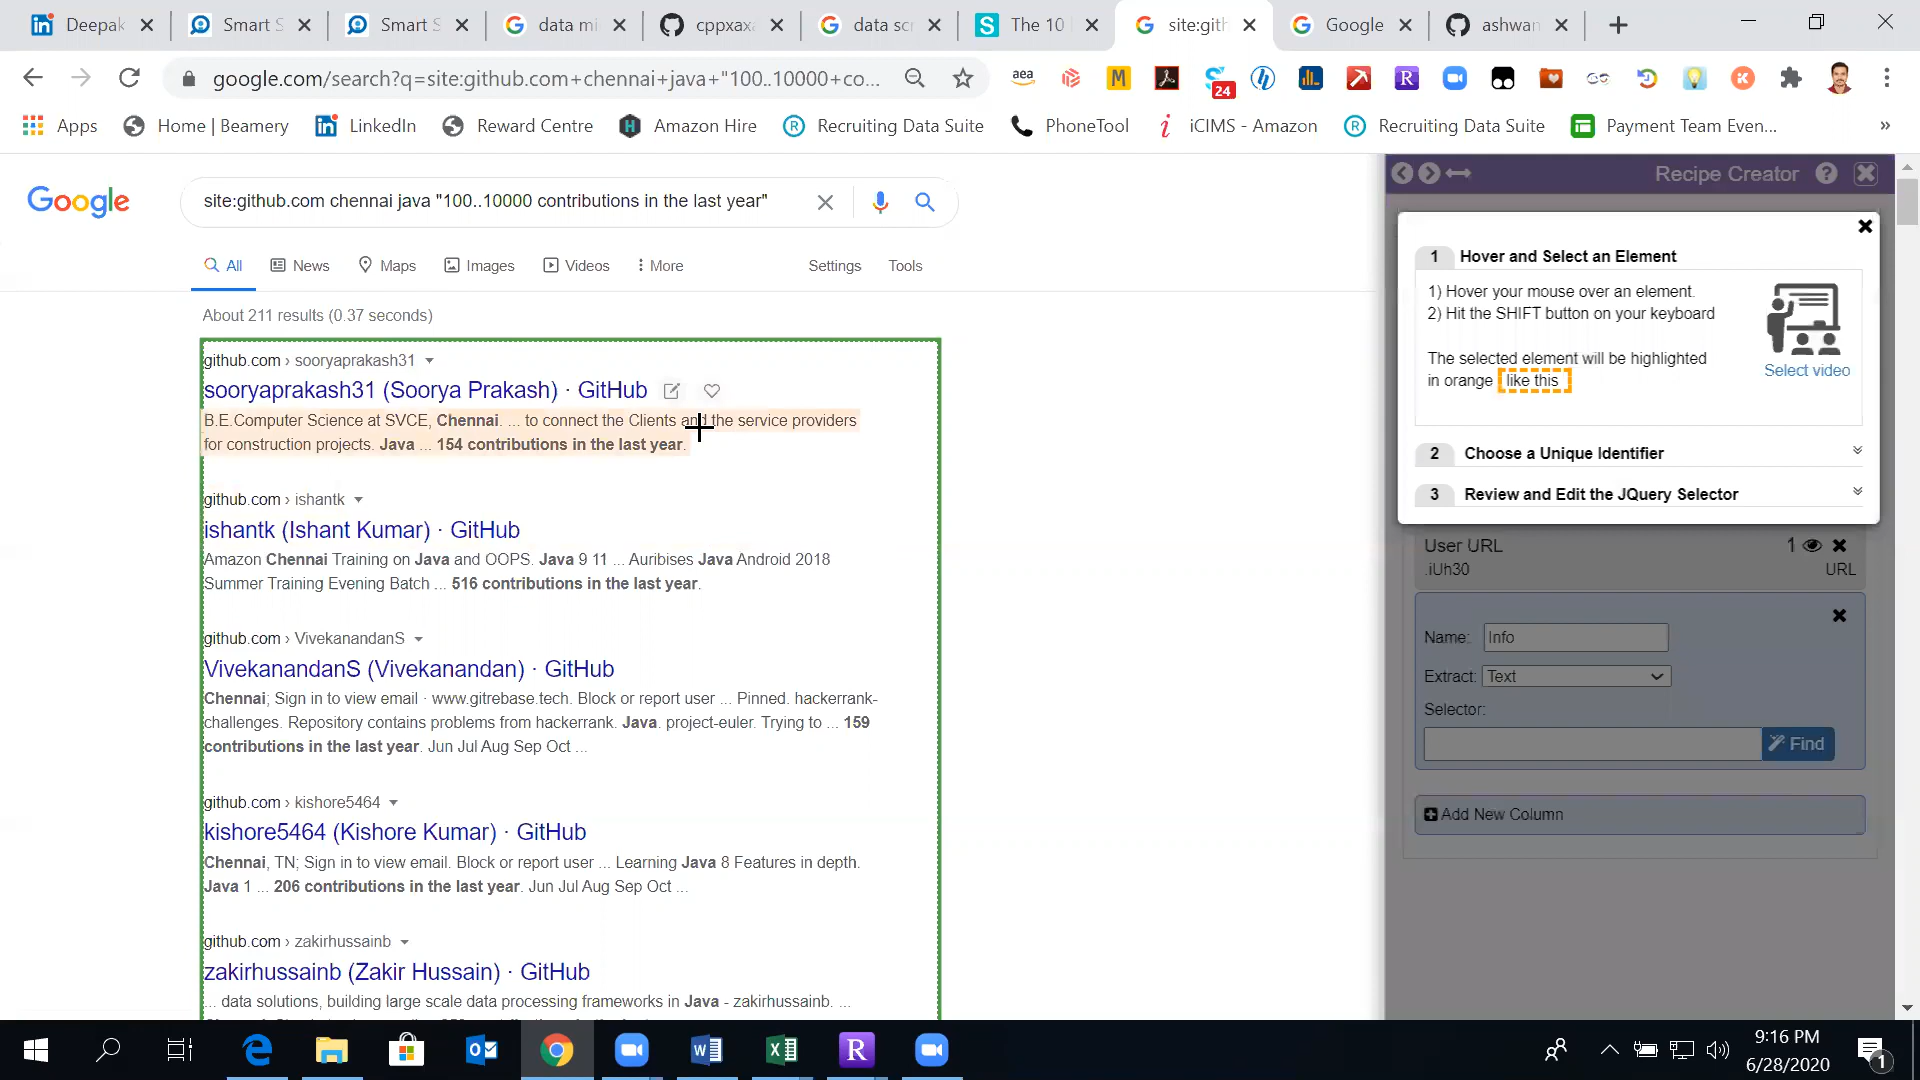 Deepak
Smart S
Smart S
data mi
cppxax
data scr
The 10
site:gith
Google
ashwan
google.com/search?q=site:github.com+chennai+java+"100..10000+co...
aea
M
24
R
K
Apps
Home | Beamery
LinkedIn
Reward Centre
Amazon Hire
Recruiting Data Suite
PhoneTool
iCIMS - Amazon
Recruiting Data Suite
Payment Team Even...
»
Google
site:github.com chennai java "100..10000 contributions in the last year"
All
News
Maps
Images
Videos
More
Settings
Tools
About 211 results (0.37 seconds)
github.com › sooryaprakash31
sooryaprakash31 (Soorya Prakash) · GitHub
B.E.Computer Science at SVCE, Chennai. ... to connect the Clients and the service providers
for construction projects. Java ... 154 contributions in the last year.
github.com › ishantk
ishantk (Ishant Kumar) · GitHub
Amazon Chennai Training on Java and OOPS. Java 9 11 ... Auribises Java Android 2018
Summer Training Evening Batch ... 516 contributions in the last year.
github.com › VivekanandanS
VivekanandanS (Vivekanandan) · GitHub
Chennai; Sign in to view email · www.gitrebase.tech. Block or report user ... Pinned. hackerrank-
challenges. Repository contains problems from hackerrank. Java. project-euler. Trying to ... 159
contributions in the last year. Jun Jul Aug Sep Oct ...
github.com › kishore5464
kishore5464 (Kishore Kumar) · GitHub
Chennai, TN; Sign in to view email. Block or report user ... Learning Java 8 Features in depth.
Java 1 ... 206 contributions in the last year. Jun Jul Aug Sep Oct ...
github.com › zakirhussainb
zakirhussainb (Zakir Hussain) · GitHub
... data solutions, building large scale data processing frameworks in Java - zakirhussainb. ...
Recipe Creator
1 Hover and Select an Element
1) Hover your mouse over an element.
2) Hit the SHIFT button on your keyboard
The selected element will be highlighted
in orange like this
Select video
2 Choose a Unique Identifier
3 Review and Edit the JQuery Selector
User URL
1
.iUh30
URL
Name: Info
Extract: Text
Selector:
Find
Add New Column
9:16 PM
6/28/2020
1